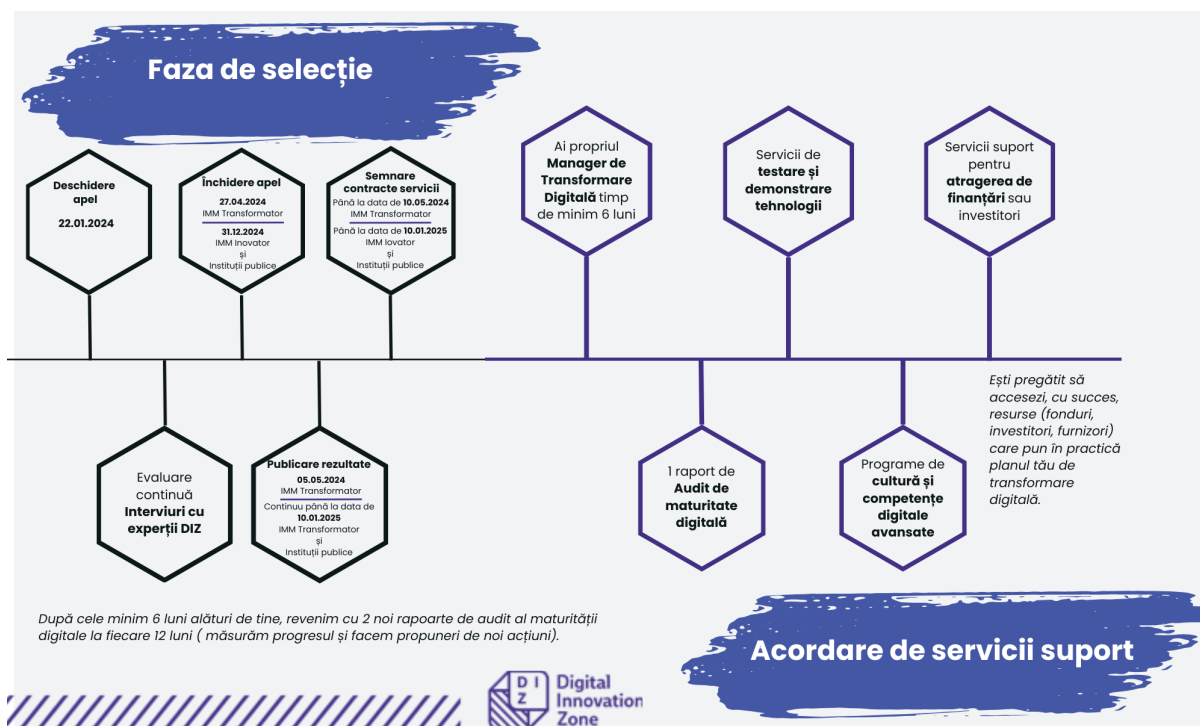 Faza de selecție
Deschidere
apel
22.01.2024
Închidere apel
27.04.2024
IMM Transformator
31.12.2024
IMM Inovator
și
Instituții publice
Semnare
contracte servicii
Până la data de 10.05.2024
IMM Transformator
Până la data de 10.01.2025
IMM Iovator
și
Instituții publice
Evaluare
continuă
Interviuri cu
experții DIZ
Publicare rezultate
05.05.2024
IMM Transformator
Continuu până la data de
10.01.2025
IMM Transformator
și
Instituții publice
Ai propriul
Manager de
Transformare
Digitală timp
de minim 6 luni
Servicii de
testare și
demonstrare
tehnologii
Servicii suport
pentru
atragerea de
finanțări sau
investitori
1 raport de
Audit de
maturitate
digitală
Programe de
cultură și
competențe
digitale
avansate
Ești pregătit să
accesezi, cu succes,
resurse (fonduri,
investitori, furnizori)
care pun în practică
planul tău de
transformare
digitală.
După cele minim 6 luni alături de tine, revenim cu 2 noi rapoarte de audit al maturității
digitale la fiecare 12 luni ( măsurăm progresul și facem propuneri de noi acțiuni).
Acordare de servicii suport
D I
Z
Digital
Innovation
Zone